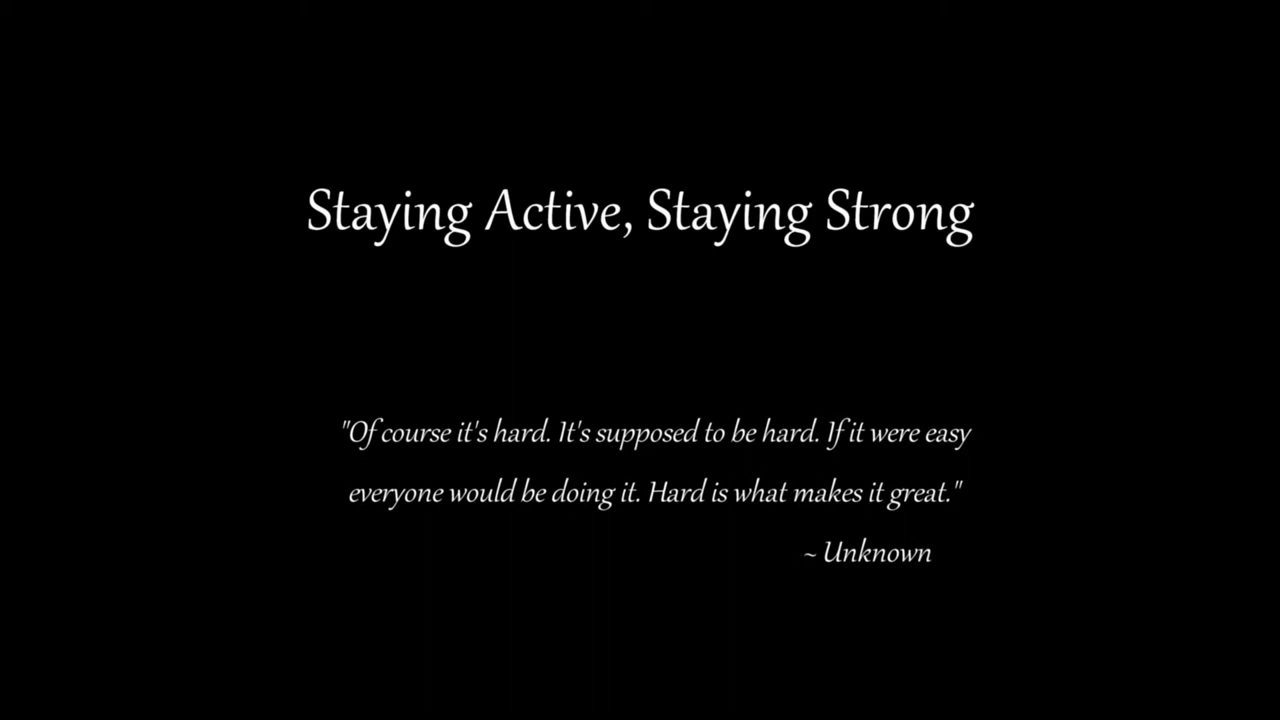 Staying Active, Staying Strong
"Of course it's hard. It's supposed to be hard. If it were easy
everyone would be doing it. Hard is what makes it great."
~ Unknown